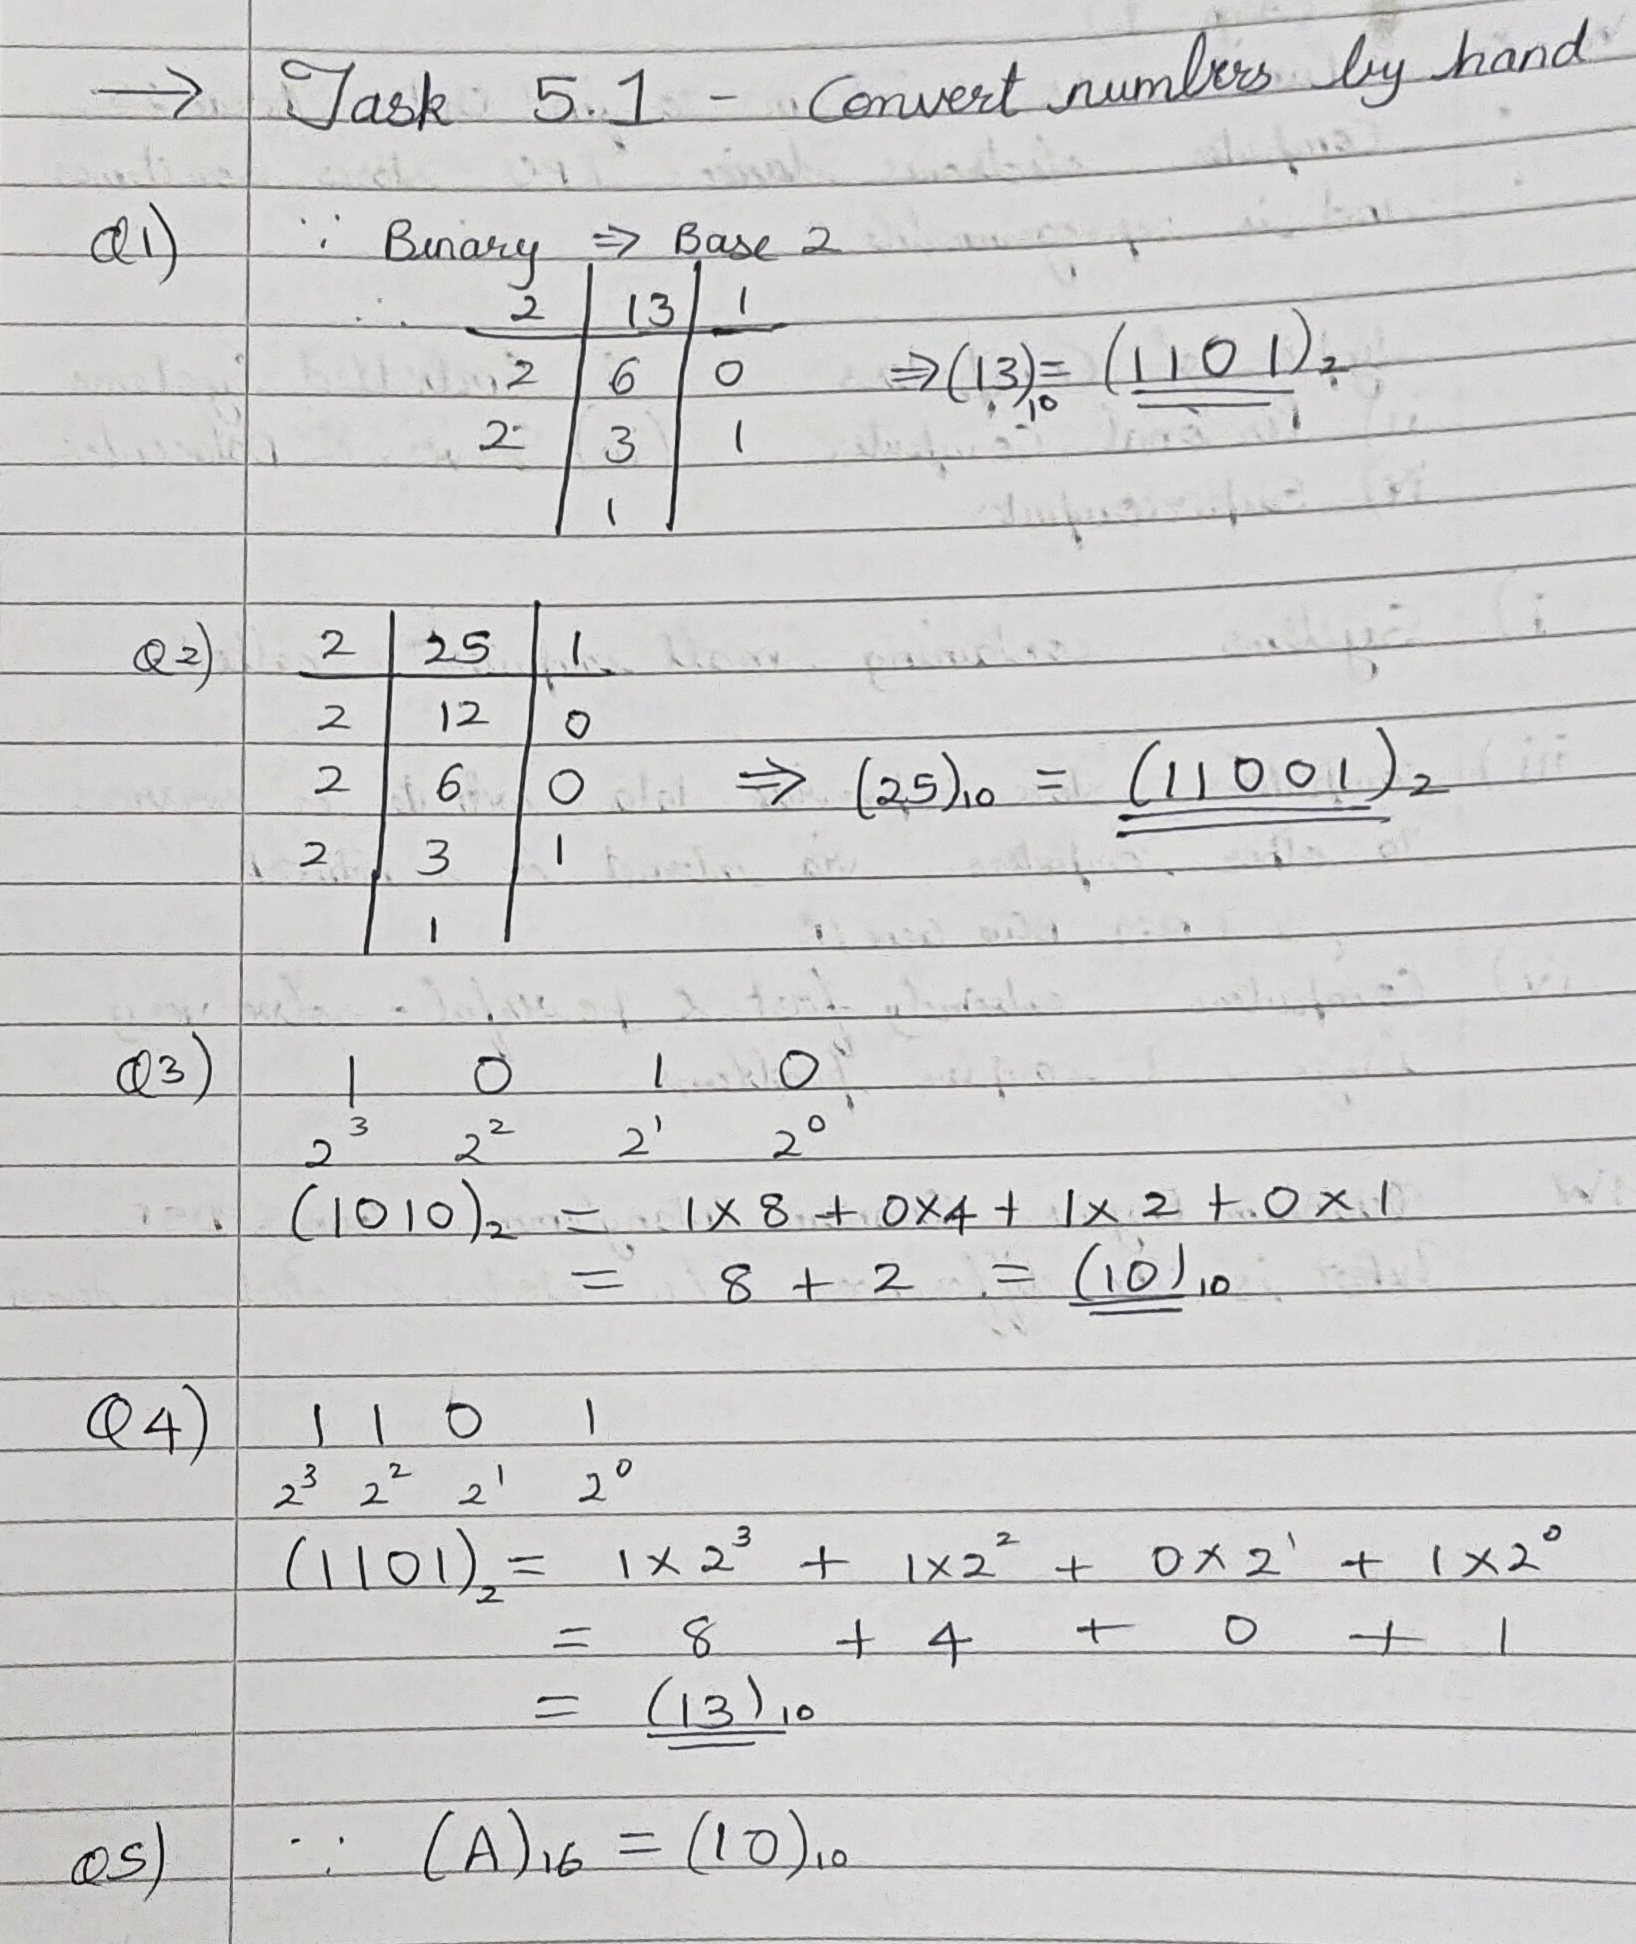 → Task 5.1 - Convert numbers by hand
Q1) ∵ Binary ⇒ Base 2
∴ 2 | 13 | 1
2 | 6 | 0 ⇒ (13)₁₀ = (1101)₂
2 | 3 | 1
1
Q2) 2 | 25 | 1
2 | 12 | 0
2 | 6 | 0 ⇒ (25)₁₀ = (11001)₂
2 | 3 | 1
1
Q3) 1 0 1 0
2³ 2² 2¹ 2⁰
(1010)₂ = 1×8 + 0×4 + 1×2 + 0×1
= 8 + 2 = (10)₁₀
Q4) 1 1 0 1
2³ 2² 2¹ 2⁰
(1101)₂ = 1×2³ + 1×2² + 0×2¹ + 1×2⁰
= 8 + 4 + 0 + 1
= (13)₁₀
Q5) ∵ (A)₁₆ = (10)₁₀